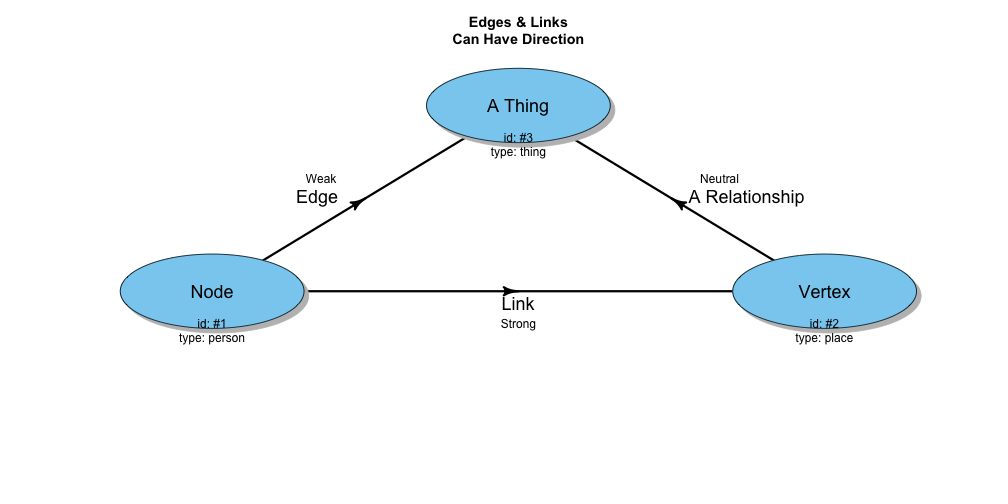 Edges & Links
Can Have Direction
A Thing
id: #3
type: thing
Weak
Edge
Neutral
A Relationship
Node
id: #1
type: person
Link
Strong
Vertex
id: #2
type: place